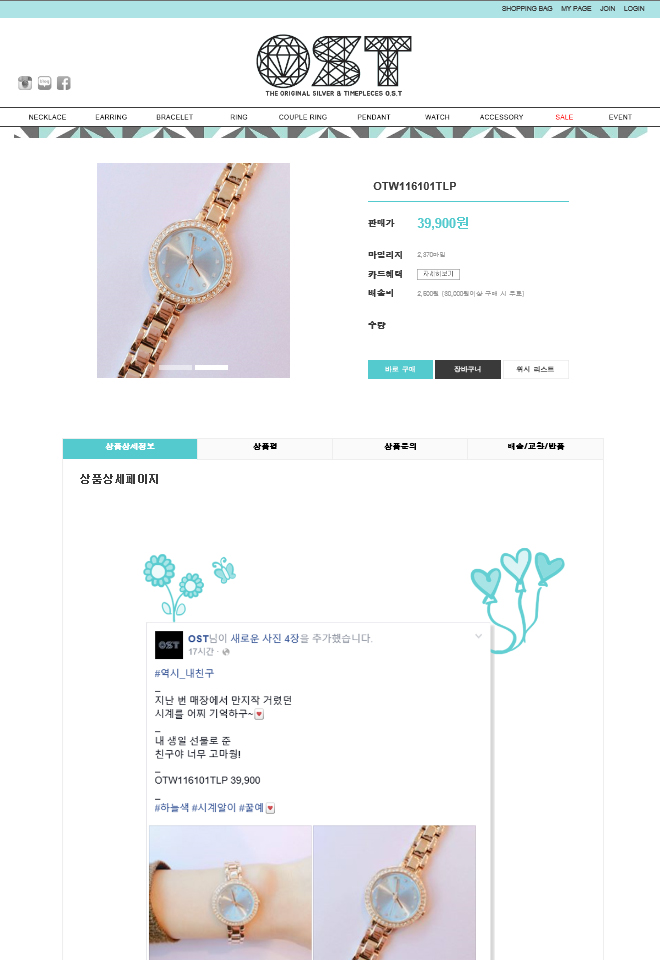 SHOPPING BAG MY PAGE JOIN LOGIN
OST
THE ORIGINAL SILVER & TIMEPLECES O.S.T
NECKLACE EARRING BRACELET RING COUPLE RING PENDANT WATCH ACCESSORY SALE EVENT
OTW116101TLP
판매가 39,900원
마일리지 2,370마일
카드혜택 자세히보기
배송비 2,500원 (30,000원이상 구매 시 무료)
수량
바로 구매 장바구니 위시 리스트
상품상세정보 상품평 상품문의 배송/교환/반품
상품상세페이지
OST님이 새로운 사진 4장을 추가했습니다.
17시간 ·
#역시_내친구
_
지난 번 매장에서 만지작 거렸던
시계를 어찌 기억하구~
_
내 생일 선물로 준
친구야 너무 고마웡!
_
OTW116101TLP 39,900
_
#하늘색 #시계알이 #꿀예